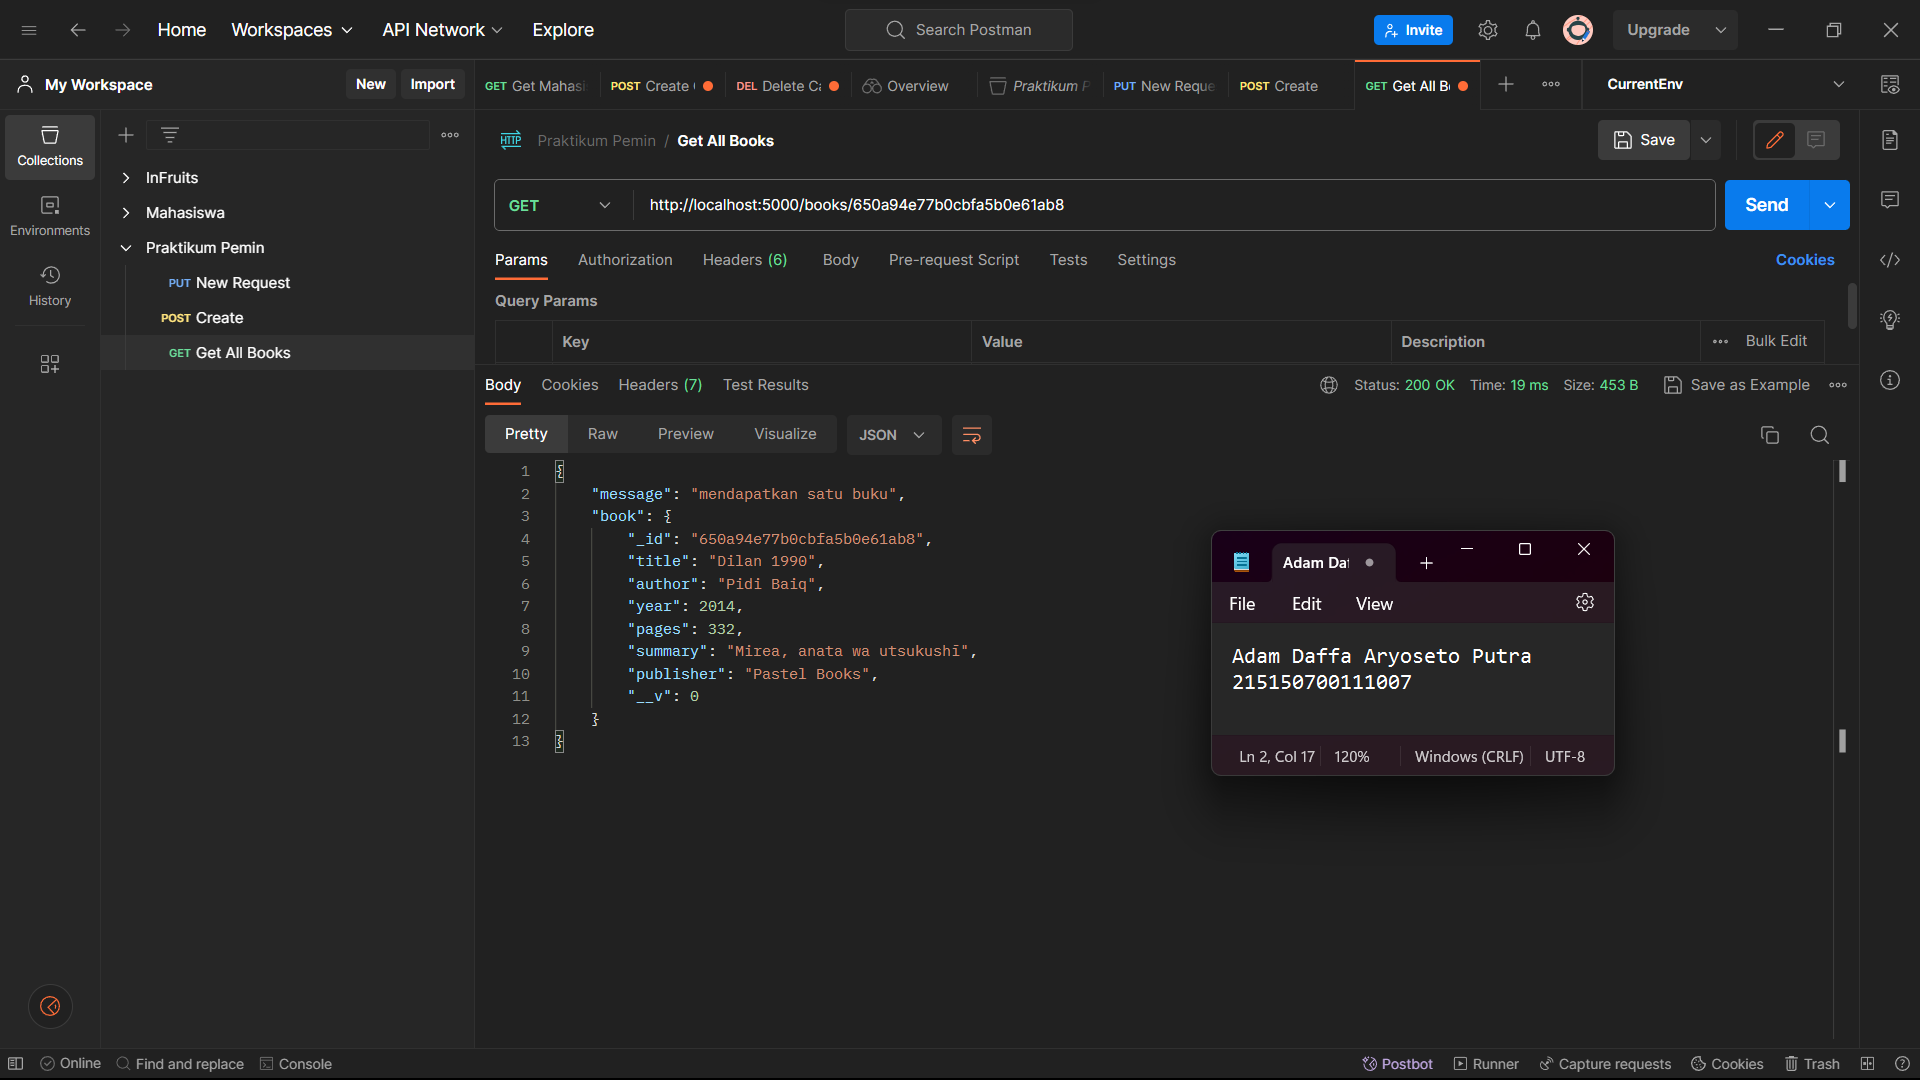 Home
Workspaces
API Network
Explore
Search Postman
Invite
Upgrade
My Workspace
New
Import
GET Get Mahasi
POST Create
DEL Delete Ca
Overview
Praktikum P
PUT New Reque
POST Create
GET Get All B
CurrentEnv
Collections
Environments
History
InFruits
Mahasiswa
Praktikum Pemin
PUT New Request
POST Create
GET Get All Books
HTTP Praktikum Pemin / Get All Books
Save
GET
http://localhost:5000/books/650a94e77b0cbfa5b0e61ab8
Send
Params
Authorization
Headers (6)
Body
Pre-request Script
Tests
Settings
Cookies
Query Params
Key
Value
Description
Bulk Edit
Body
Cookies
Headers (7)
Test Results
Status: 200 OK
Time: 19 ms
Size: 453 B
Save as Example
Pretty
Raw
Preview
Visualize
JSON
1 {
2 "message": "mendapatkan satu buku",
3 "book": {
4 "_id": "650a94e77b0cbfa5b0e61ab8",
5 "title": "Dilan 1990",
6 "author": "Pidi Baiq",
7 "year": 2014,
8 "pages": 332,
9 "summary": "Mirea, anata wa utsukushī",
10 "publisher": "Pastel Books",
11 "__v": 0
12 }
13 }
Adam Daf
File
Edit
View
Adam Daffa Aryoseto Putra
215150700111007
Ln 2, Col 17
120%
Windows (CRLF)
UTF-8
Online
Find and replace
Console
Postbot
Runner
Capture requests
Cookies
Trash